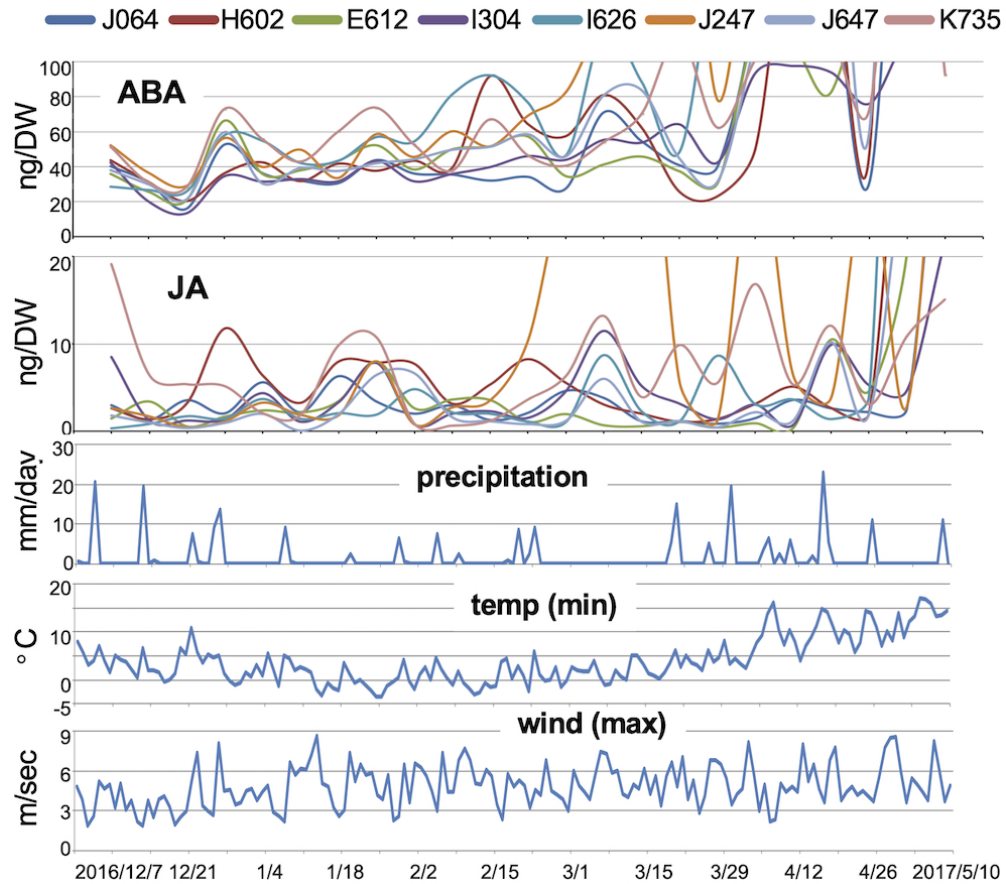 J064 H602 E612 I304 I626 J247 J647 K735
ABA
ng/DW
100
80
60
40
20
0
JA
ng/DW
20
10
0
precipitation
mm/day
30
20
10
0
temp (min)
°C
20
10
0
-5
wind (max)
m/sec
9
6
3
0
2016/12/7 12/21 1/4 1/18 2/2 2/15 3/1 3/15 3/29 4/12 4/26 2017/5/10